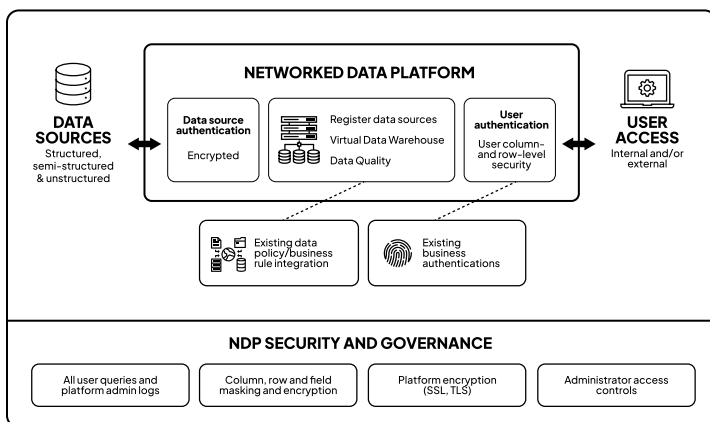 NETWORKED DATA PLATFORM
DATA
SOURCES
Structured,
semi-structured
& unstructured
Data source
authentication
Encrypted
Register data sources
Virtual Data Warehouse
Data Quality
User
authentication
User column-
and row-level
security
USER
ACCESS
Internal and/or
external
Existing data
policy/business
rule integration
Existing
business
authentications
NDP SECURITY AND GOVERNANCE
All user queries and
platform admin logs
Column, row and field
masking and encryption
Platform encryption
(SSL, TLS)
Administrator access
controls